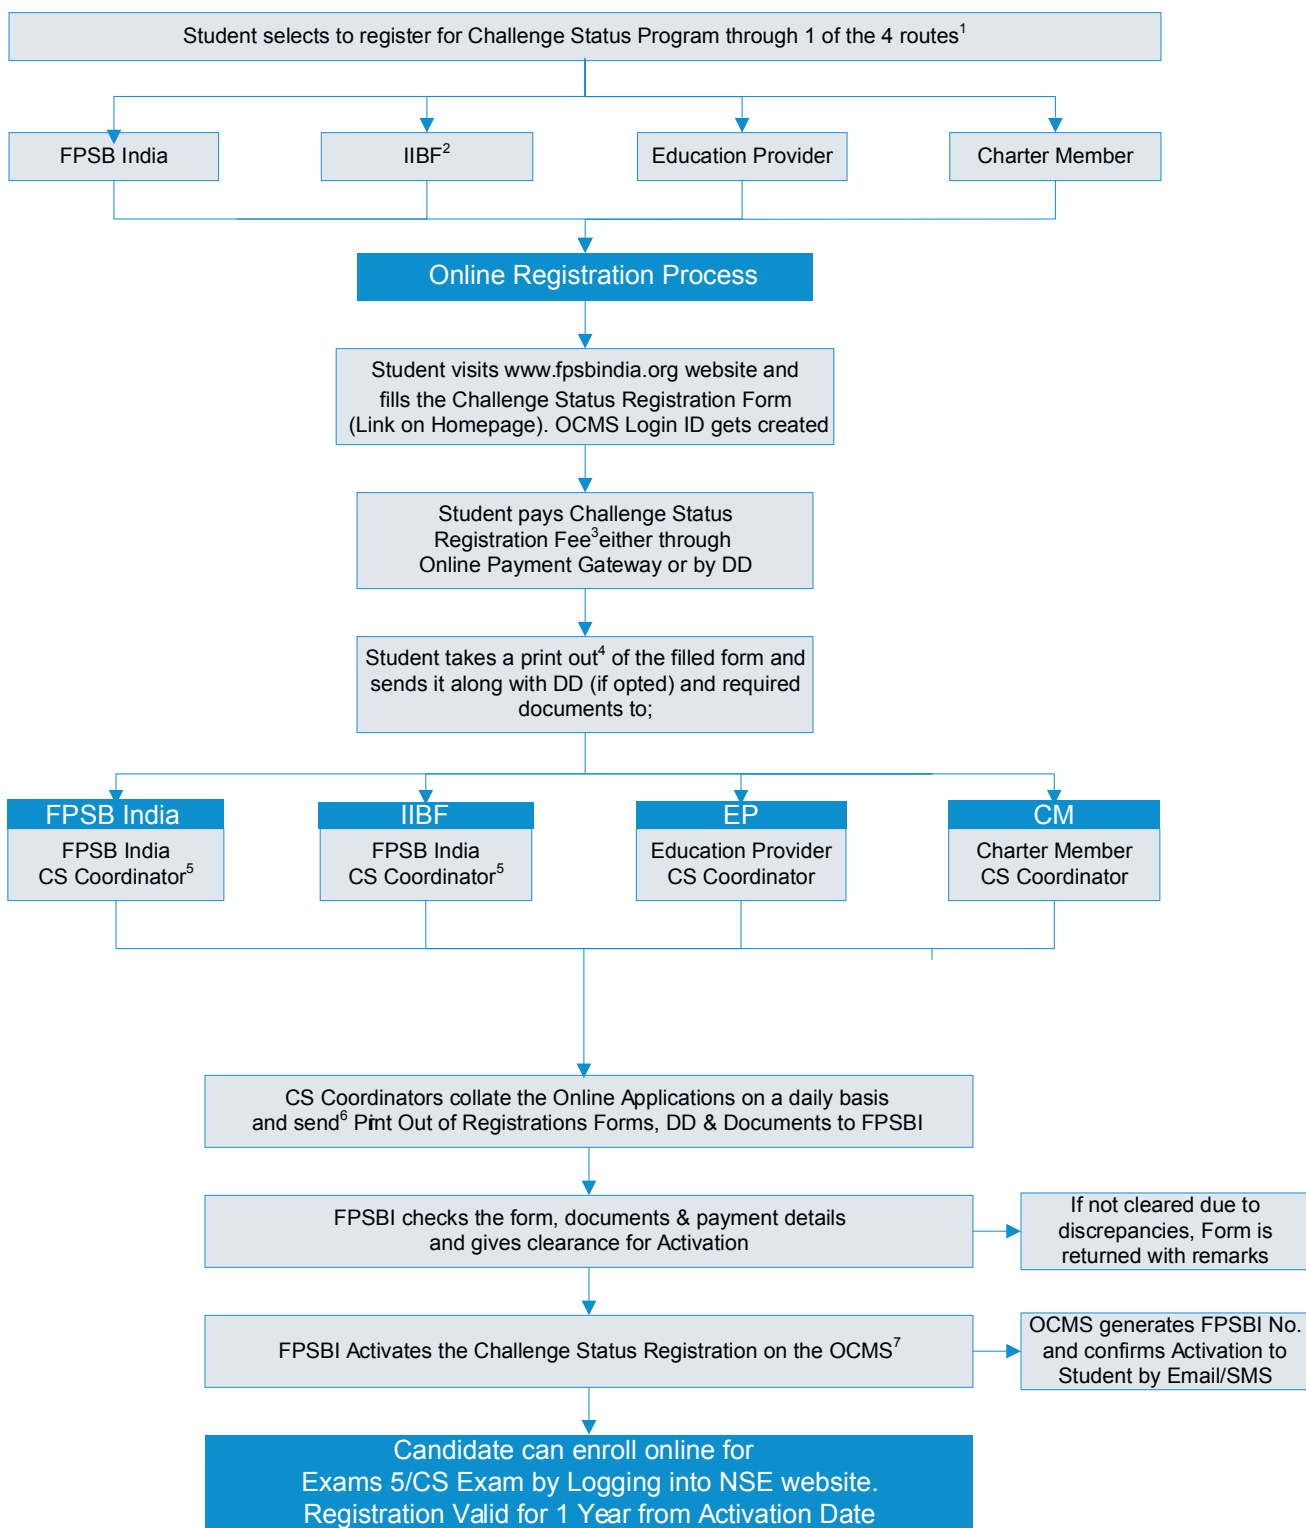 Student selects to register for Challenge Status Program through 1 of the 4 routes1
FPSB India
IIBF2
Education Provider
Charter Member
Online Registration Process
Student visits www.fpsbindia.org website and
fills the Challenge Status Registration Form
(Link on Homepage). OCMS Login ID gets created
Student pays Challenge Status
Registration Fee3either through
Online Payment Gateway or by DD
Student takes a print out4 of the filled form and
sends it along with DD (if opted) and required
documents to;
FPSB India
FPSB India
CS Coordinator5
IIBF
FPSB India
CS Coordinator5
EP
Education Provider
CS Coordinator
CM
Charter Member
CS Coordinator
CS Coordinators collate the Online Applications on a daily basis
and send6 Print Out of Registrations Forms, DD & Documents to FPSBI
FPSBI checks the form, documents & payment details
and gives clearance for Activation
If not cleared due to
discrepancies, Form is
returned with remarks
FPSBI Activates the Challenge Status Registration on the OCMS7
OCMS generates FPSBI No.
and confirms Activation to
Student by Email/SMS
Candidate can enroll online for
Exams 5/CS Exam by Logging into NSE website.
Registration Valid for 1 Year from Activation Date